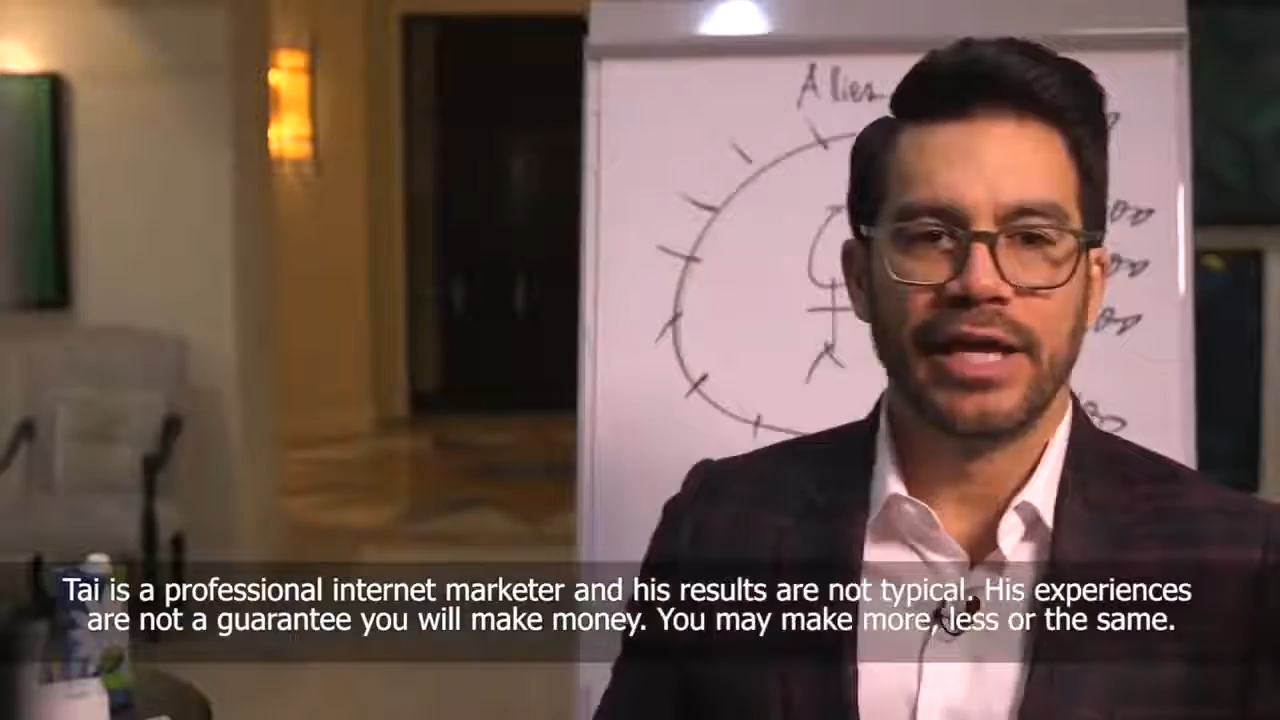 Allies
Tai is a professional internet marketer and his results are not typical. His experiences
are not a guarantee you will make money. You may make more, less or the same.